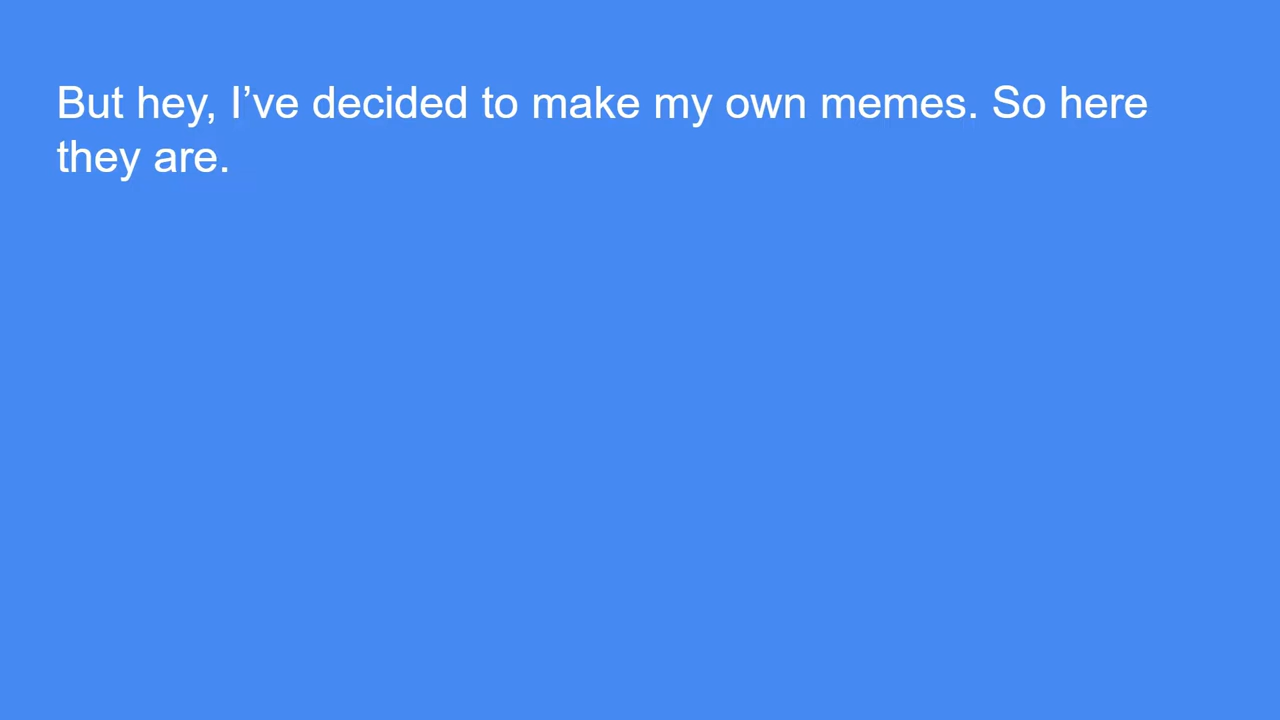 But hey, I’ve decided to make my own memes. So here
they are.